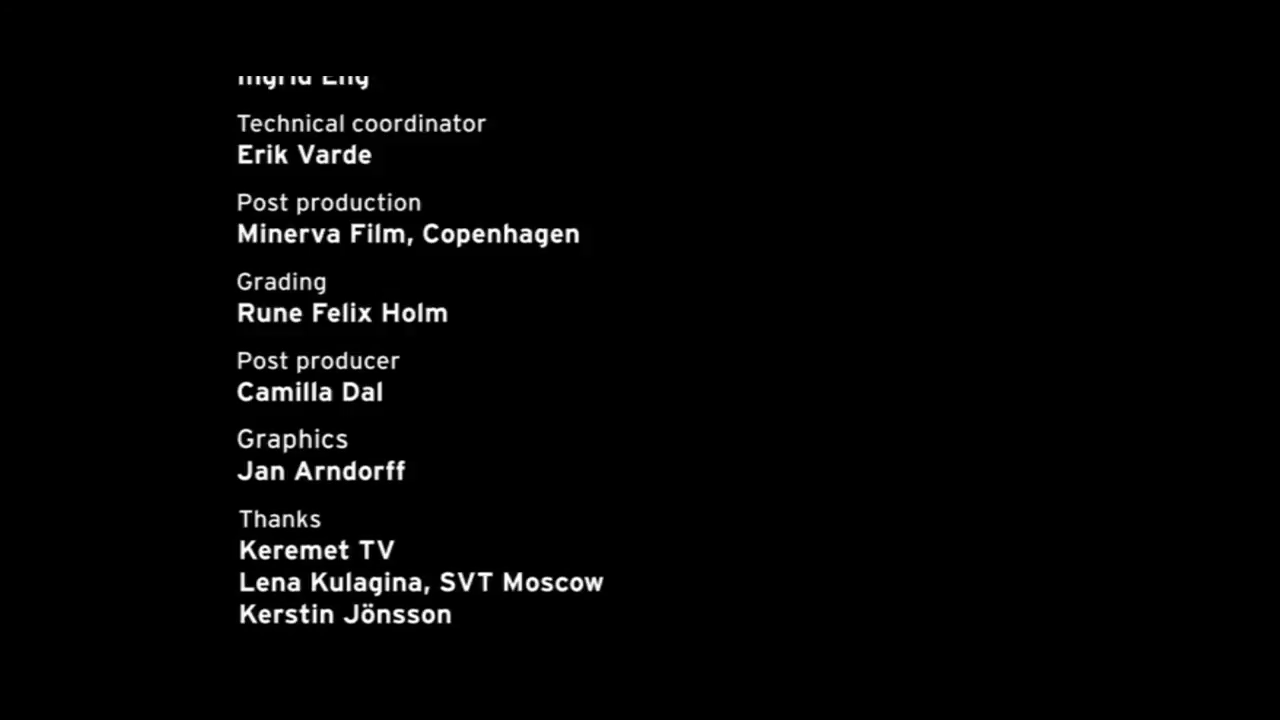 Technical coordinator
Erik Varde
Post production
Minerva Film, Copenhagen
Grading
Rune Felix Holm
Post producer
Camilla Dal
Graphics
Jan Arndorff
Thanks
Keremet TV
Lena Kulagina, SVT Moscow
Kerstin Jönsson